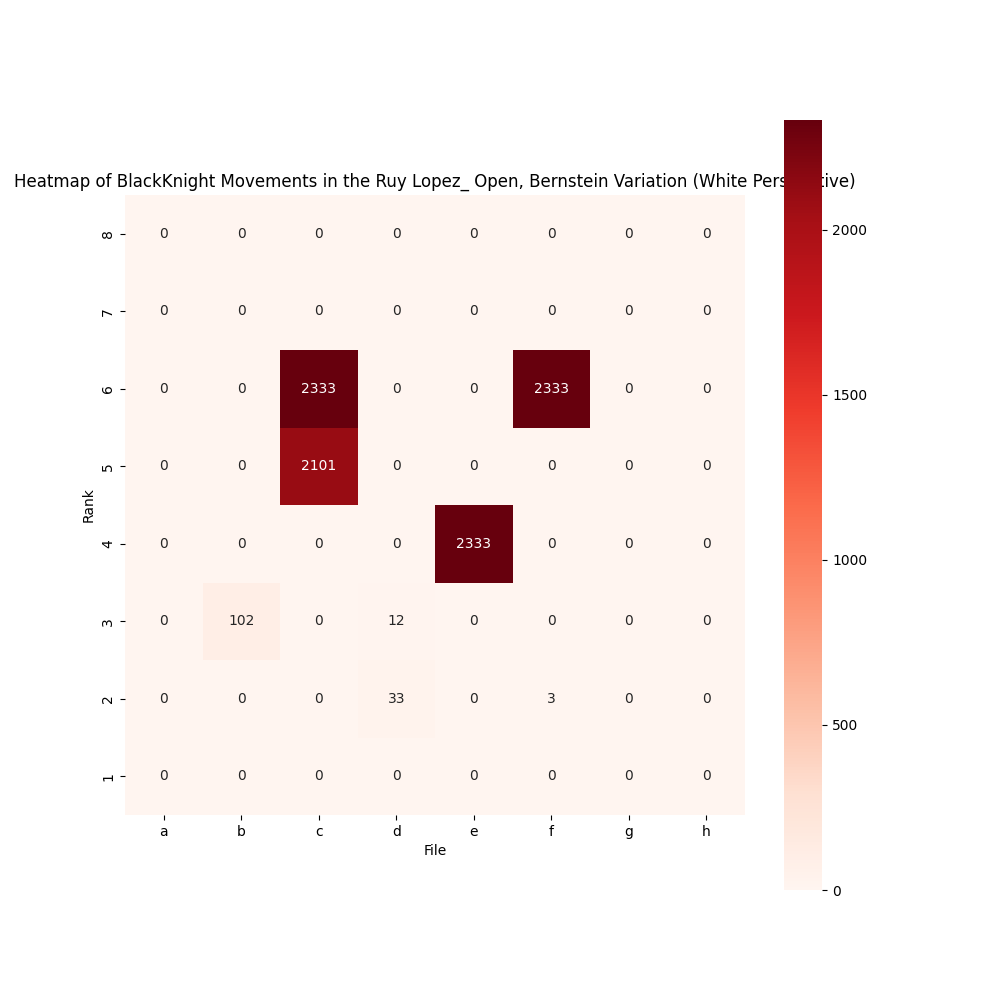 Heatmap of BlackKnight Movements in the Ruy Lopez_ Open, Bernstein Variation (White Perspective)
8 0 0 0 0 0 0 0 0
2000
7 0 0 0 0 0 0 0 0
6 0 0 2333 0 0 2333 0 0
1500
5 0 0 2101 0 0 0 0 0
Rank
4 0 0 0 0 2333 0 0 0
1000
3 0 102 0 12 0 0 0 0
2 0 0 0 33 0 3 0 0
500
1 0 0 0 0 0 0 0 0
a b c d e f g h
File
0